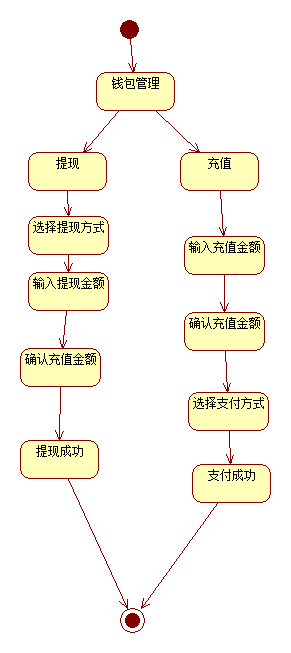 钱包管理
提现
充值
选择提现方式
输入充值金额
输入提现金额
确认充值金额
确认充值金额
选择支付方式
提现成功
支付成功